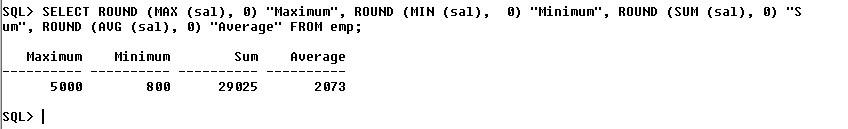 SQL> SELECT ROUND (MAX (sal), 0) "Maximum", ROUND (MIN (sal),  0) "Minimum", ROUND (SUM (sal), 0) "S
um", ROUND (AVG (sal), 0) "Average" FROM emp;
   Maximum    Minimum        Sum    Average
---------- ---------- ---------- ----------
      5000        800      29025       2073
SQL>